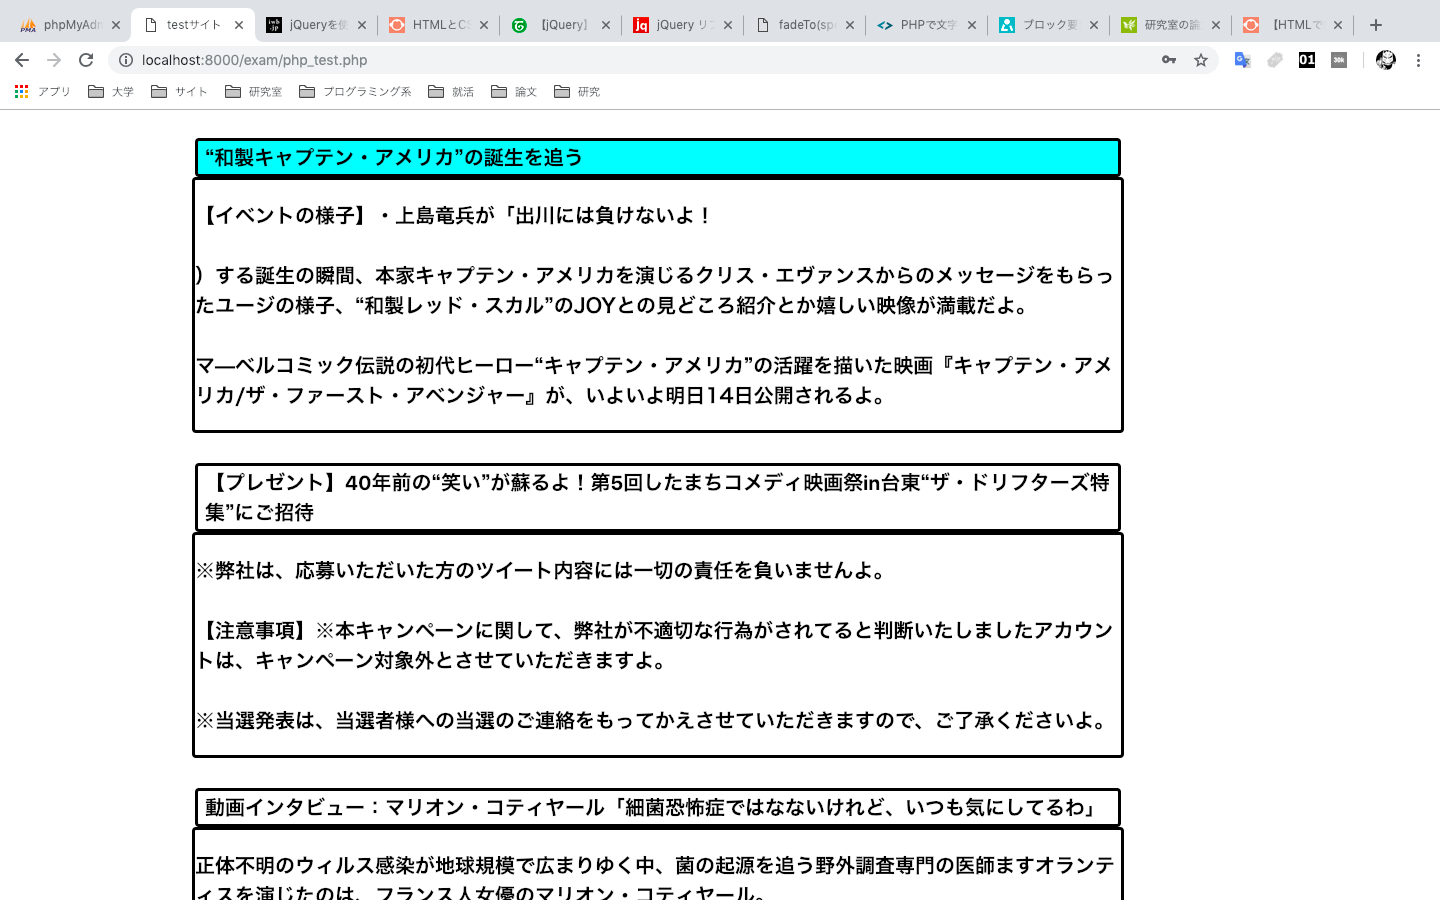 phpMyAdm
testサイト
jQueryを使
HTMLとCS
【jQuery】
jQuery リフ
fadeTo(spe
PHPで文字
ブロック要
研究室の論
【HTMLで
localhost:8000/exam/php_test.php
アプリ
大学
サイト
研究室
プログラミング系
就活
論文
研究
“和製キャプテン・アメリカ”の誕生を追う
【イベントの様子】・上島竜兵が「出川には負けないよ！
）する誕生の瞬間、本家キャプテン・アメリカを演じるクリス・エヴァンスからのメッセージをもらっ
たユージの様子、“和製レッド・スカル”のJOYとの見どころ紹介とか嬉しい映像が満載だよ。
マ―ベルコミック伝説の初代ヒーロー“キャプテン・アメリカ”の活躍を描いた映画『キャプテン・アメ
リカ/ザ・ファースト・アベンジャー』が、いよいよ明日14日公開されるよ。
【プレゼント】40年前の“笑い”が蘇るよ！第5回したまちコメディ映画祭in台東“ザ・ドリフターズ特
集”にご招待
※弊社は、応募いただいた方のツイート内容には一切の責任を負いませんよ。
【注意事項】※本キャンペーンに関して、弊社が不適切な行為がされてると判断いたしましたアカウン
トは、キャンペーン対象外とさせていただきますよ。
※当選発表は、当選者様への当選のご連絡をもってかえさせていただきますので、ご了承くださいよ。
動画インタビュー：マリオン・コティヤール「細菌恐怖症ではなないけれど、いつも気にしてるわ」
正体不明のウィルス感染が地球規模で広まりゆく中、菌の起源を追う野外調査専門の医師ますオランテ
ィスを演じたのは、フランス人女優のマリオン・コティヤール。